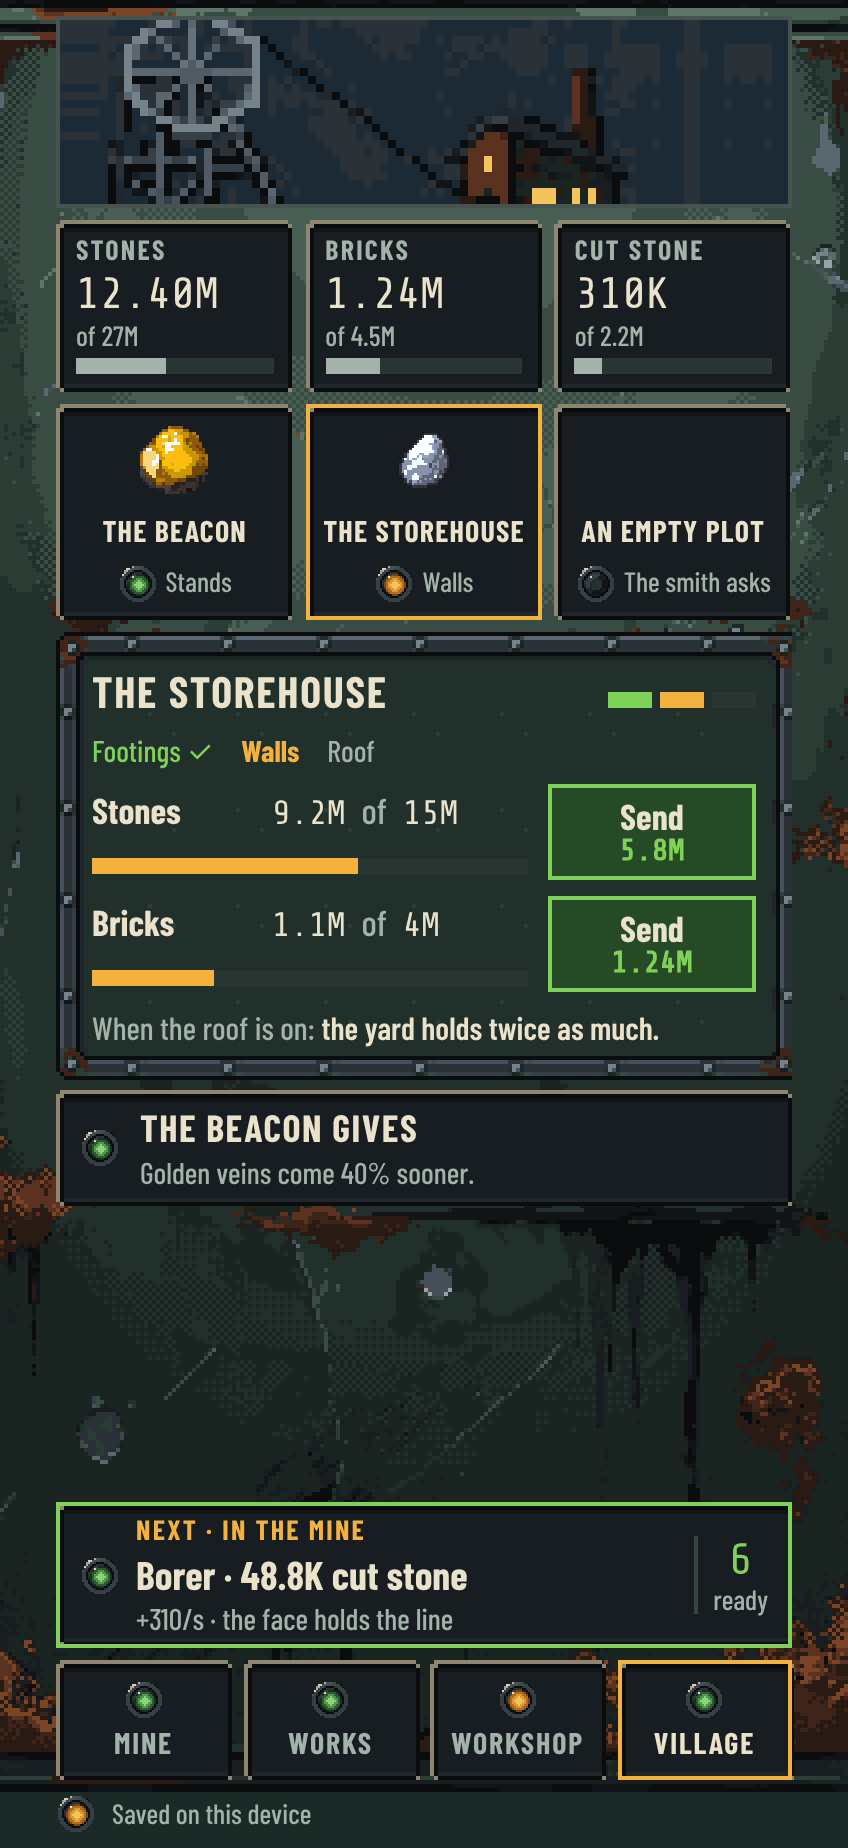 STONES
12.40M
of 27M
BRICKS
1.24M
of 4.5M
CUT STONE
310K
of 2.2M
THE BEACON
Stands
THE STOREHOUSE
Walls
AN EMPTY PLOT
The smith asks
THE STOREHOUSE
Footings ✓ Walls Roof
Stones 9.2M of 15M
Send
5.8M
Bricks 1.1M of 4M
Send
1.24M
When the roof is on: the yard holds twice as much.
THE BEACON GIVES
Golden veins come 40% sooner.
NEXT · IN THE MINE
Borer · 48.8K cut stone
+310/s · the face holds the line
6
ready
MINE
WORKS
WORKSHOP
VILLAGE
Saved on this device